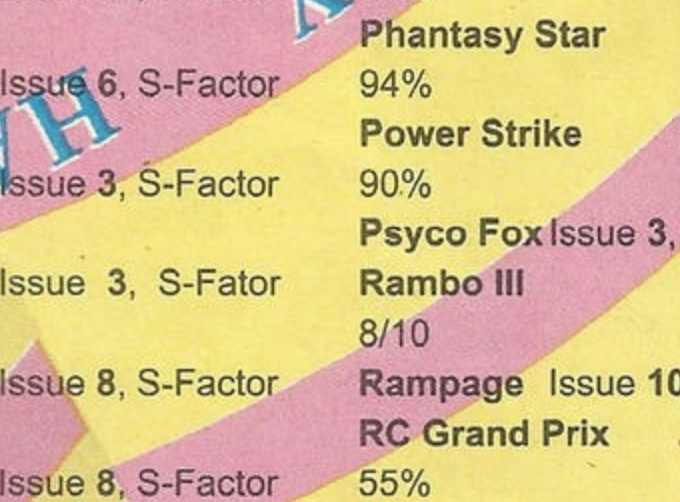 Phantasy Star
Issue 6, S-Factor
94%
Power Strike
Issue 3, S-Factor
90%
Psyco Fox Issue 3,
Issue 3, S-Fator
Rambo III
8/10
Issue 8, S-Factor
Rampage Issue 10
RC Grand Prix
Issue 8, S-Factor
55%